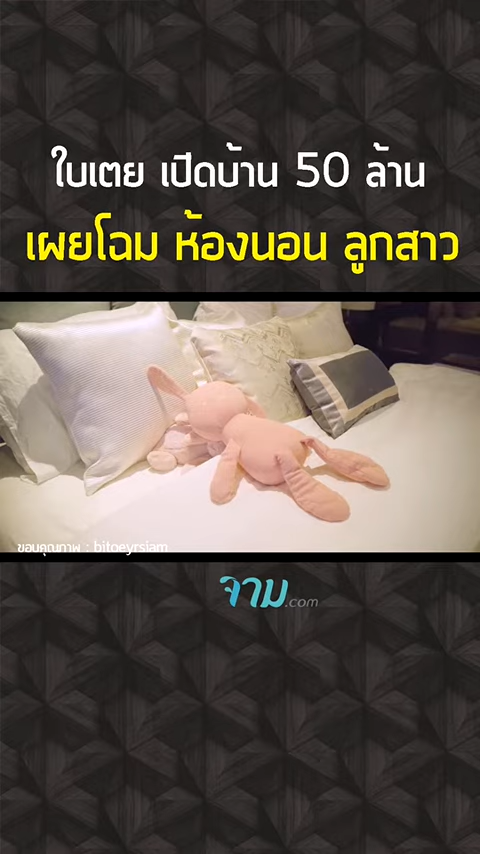 ใบเตย เปิดบ้าน 50 ล้าน
เผยโฉม ห้องนอน ลูกสาว
ขอบคุณภาพ : bitoeyrsiam
จาม.com